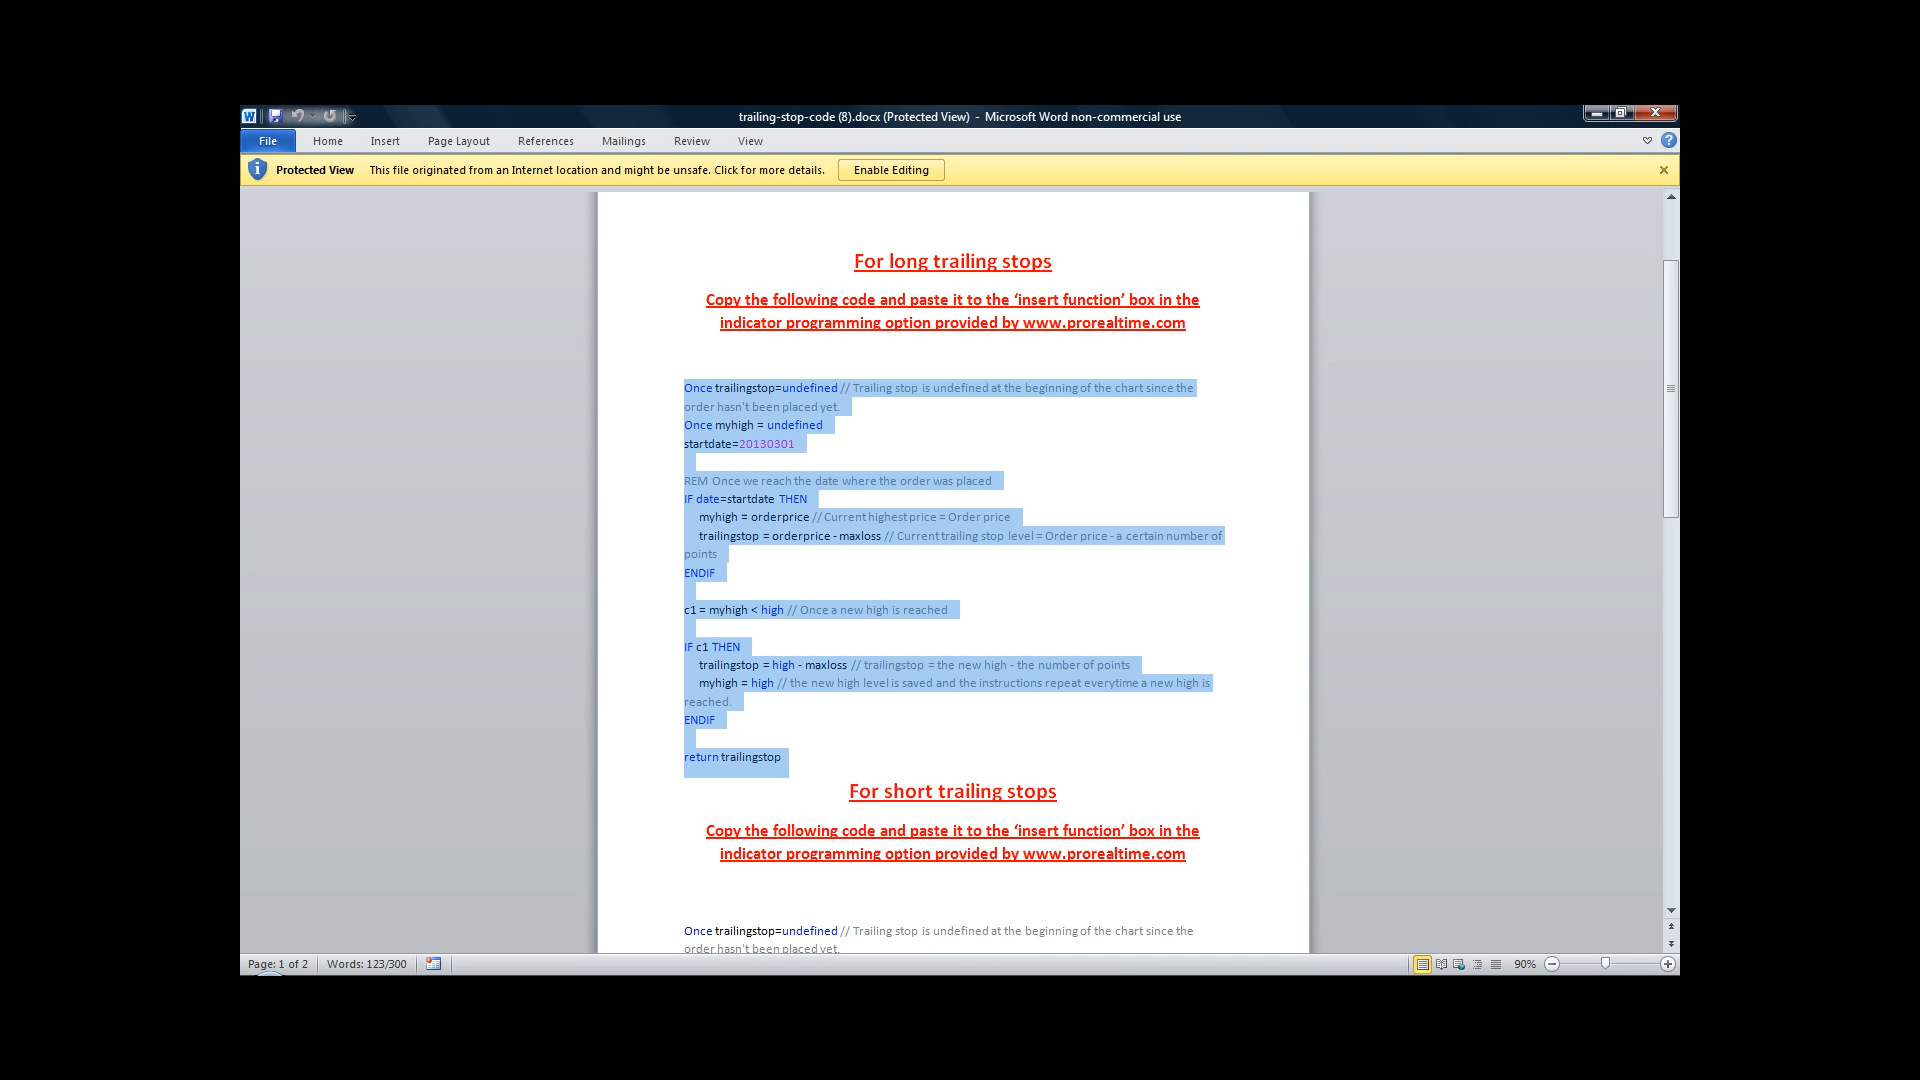 trailing-stop-code (8).docx (Protected View) - Microsoft Word non-commercial use
File Home Insert Page Layout References Mailings Review View
Protected View This file originated from an Internet location and might be unsafe. Click for more details. Enable Editing
For long trailing stops
Copy the following code and paste it to the ‘insert function’ box in the
indicator programming option provided by www.prorealtime.com
Once trailingstop=undefined // Trailing stop is undefined at the beginning of the chart since the
order hasn't been placed yet.
Once myhigh = undefined
startdate=20130301
REM Once we reach the date where the order was placed
IF date=startdate THEN
myhigh = orderprice // Current highest price = Order price
trailingstop = orderprice - maxloss // Current trailing stop level = Order price - a certain number of
points
ENDIF
c1 = myhigh < high // Once a new high is reached
IF c1 THEN
trailingstop = high - maxloss // trailingstop = the new high - the number of points
myhigh = high // the new high level is saved and the instructions repeat everytime a new high is
reached.
ENDIF
return trailingstop
For short trailing stops
Copy the following code and paste it to the ‘insert function’ box in the
indicator programming option provided by www.prorealtime.com
Once trailingstop=undefined // Trailing stop is undefined at the beginning of the chart since the
order hasn't been placed yet.
Page: 1 of 2 Words: 123/300 90%